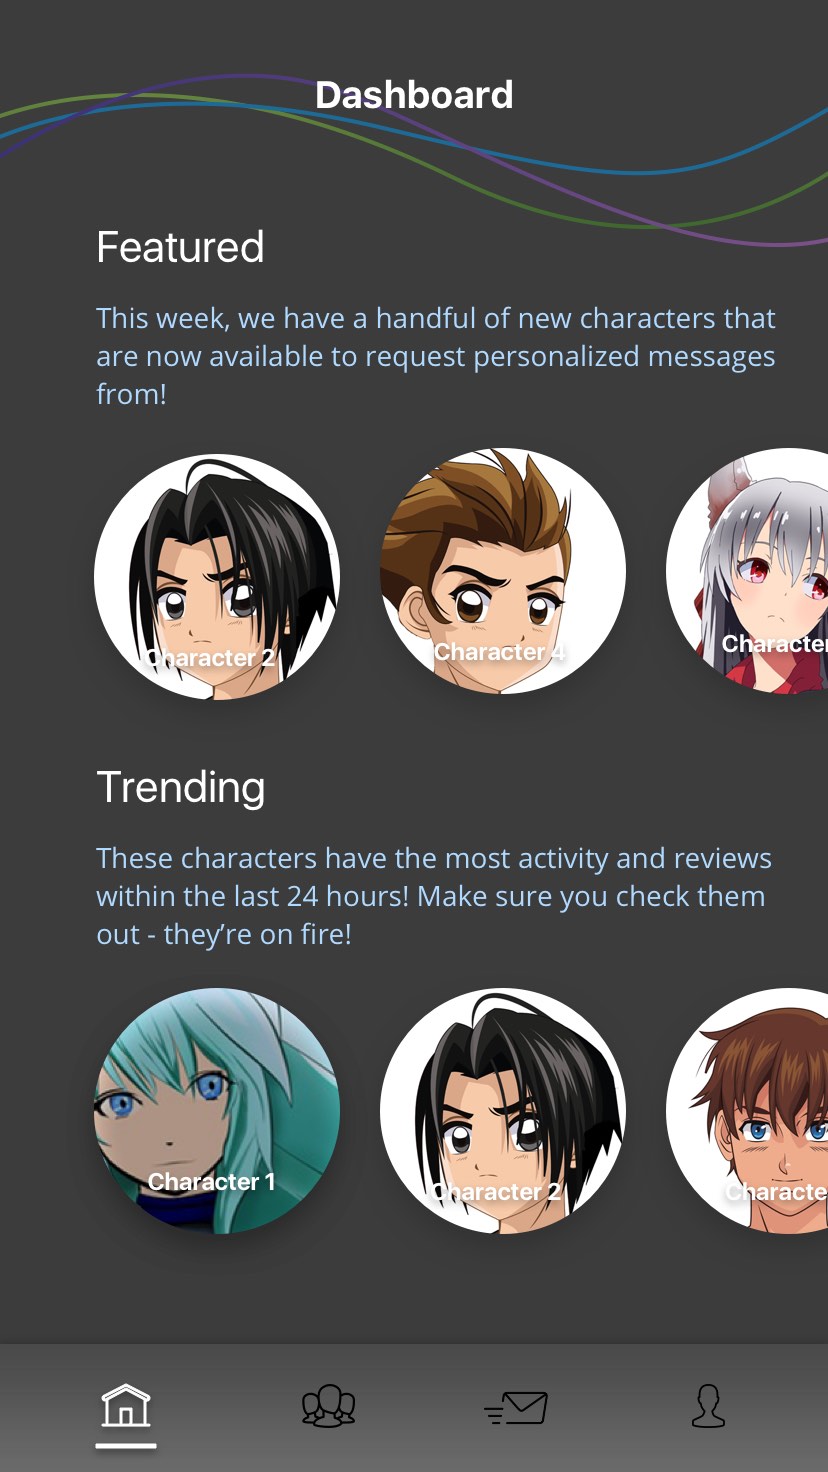 Dashboard
Featured
This week, we have a handful of new characters that
are now available to request personalized messages
from!
Character 2
Character 4
Character
Trending
These characters have the most activity and reviews
within the last 24 hours! Make sure you check them
out - they’re on fire!
Character 1
Character 2